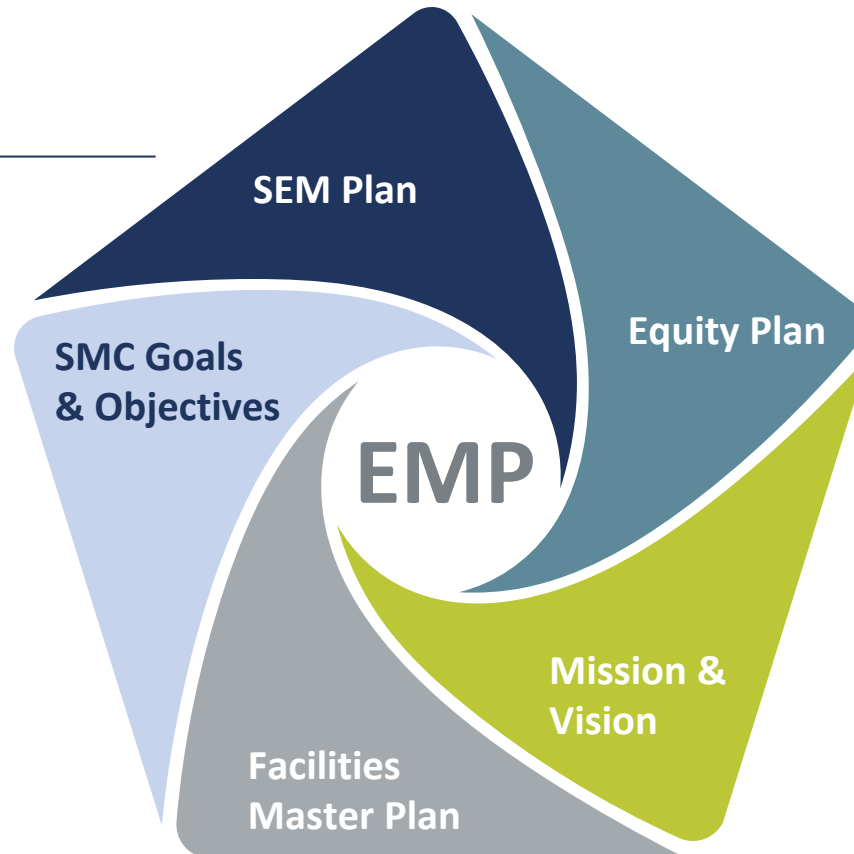 SEM Plan
Equity Plan
SMC Goals
& Objectives
EMP
Mission &
Vision
Facilities
Master Plan